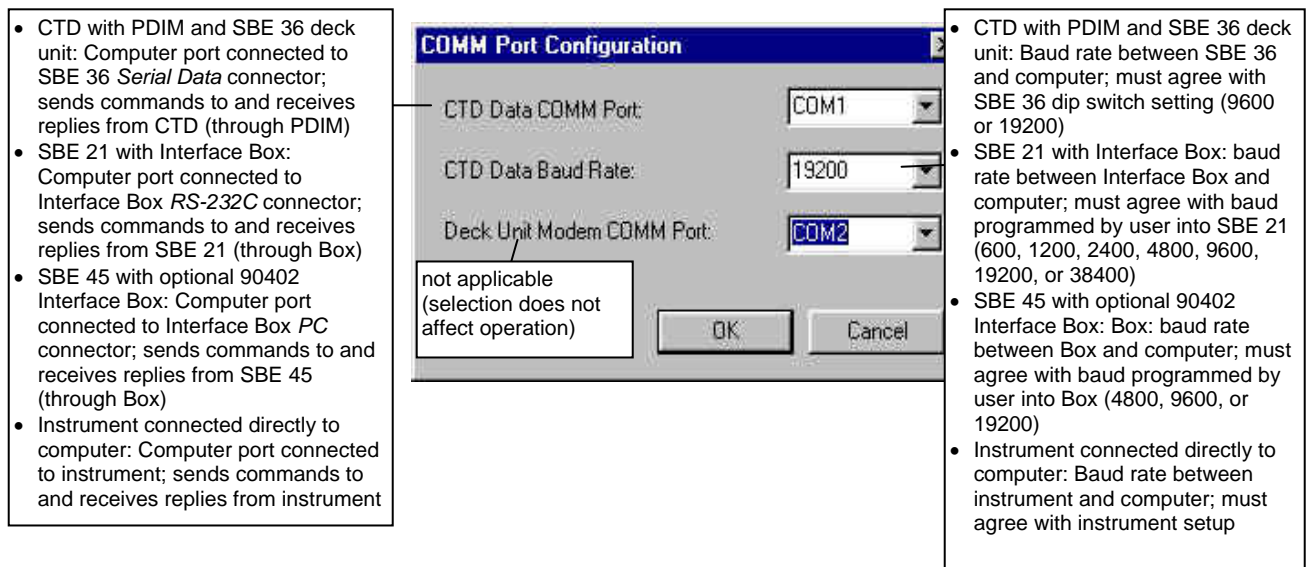 • CTD with PDIM and SBE 36 deck
unit: Computer port connected to
SBE 36 Serial Data connector;
sends commands to and receives
replies from CTD (through PDIM)
• SBE 21 with Interface Box:
Computer port connected to
Interface Box RS-232C connector;
sends commands to and receives
replies from SBE 21 (through Box)
• SBE 45 with optional 90402
Interface Box: Computer port
connected to Interface Box PC
connector; sends commands to and
receives replies from SBE 45
(through Box)
• Instrument connected directly to
computer: Computer port connected
to instrument; sends commands to
and receives replies from instrument
COMM Port Configuration
CTD Data COMM Port: COM1
CTD Data Baud Rate: 19200
Deck Unit Modem COMM Port: COM2
not applicable
(selection does not
affect operation)
OK Cancel
• CTD with PDIM and SBE 36 deck
unit: Baud rate between SBE 36
and computer; must agree with
SBE 36 dip switch setting (9600
or 19200)
• SBE 21 with Interface Box: baud
rate between Interface Box and
computer; must agree with baud
programmed by user into SBE 21
(600, 1200, 2400, 4800, 9600,
19200, or 38400)
• SBE 45 with optional 90402
Interface Box: Box: baud rate
between Box and computer; must
agree with baud programmed by
user into Box (4800, 9600, or
19200)
• Instrument connected directly to
computer: Baud rate between
instrument and computer; must
agree with instrument setup